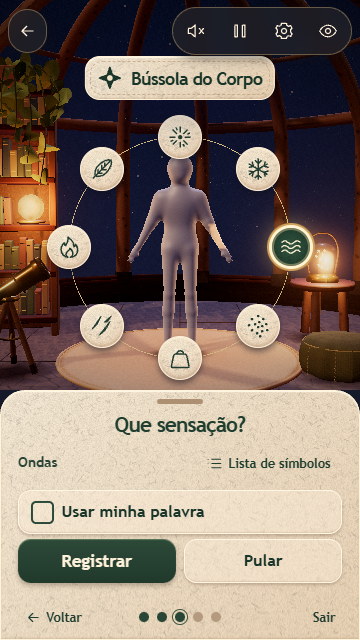 Bússola do Corpo
Que sensação?
Ondas
Lista de símbolos
Usar minha palavra
Registrar
Pular
Voltar
Sair